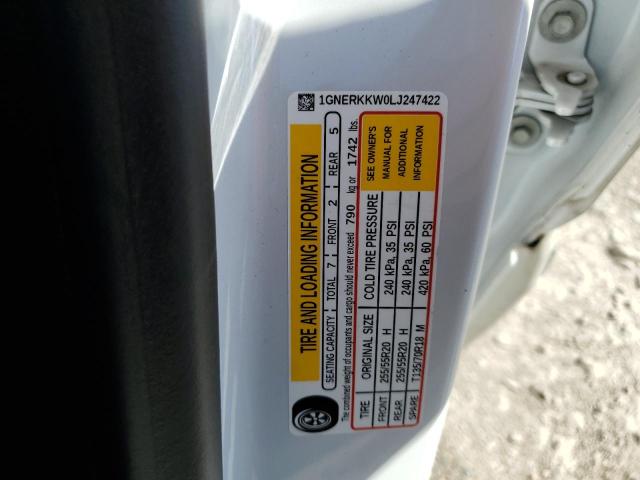 1GNERKKW0LJ247422
TIRE AND LOADING INFORMATION
SEATING CAPACITY TOTAL 7 FRONT 2 REAR 5
The combined weight of occupants and cargo should never exceed 790 kg or 1742 lbs.
TIRE ORIGINAL SIZE COLD TIRE PRESSURE
FRONT 255/55R20 H 240 kPa, 35 PSI
REAR 255/55R20 H 240 kPa, 35 PSI
SPARE T135/70R18 M 420 kPa, 60 PSI
SEE OWNER'S
MANUAL FOR
ADDITIONAL
INFORMATION